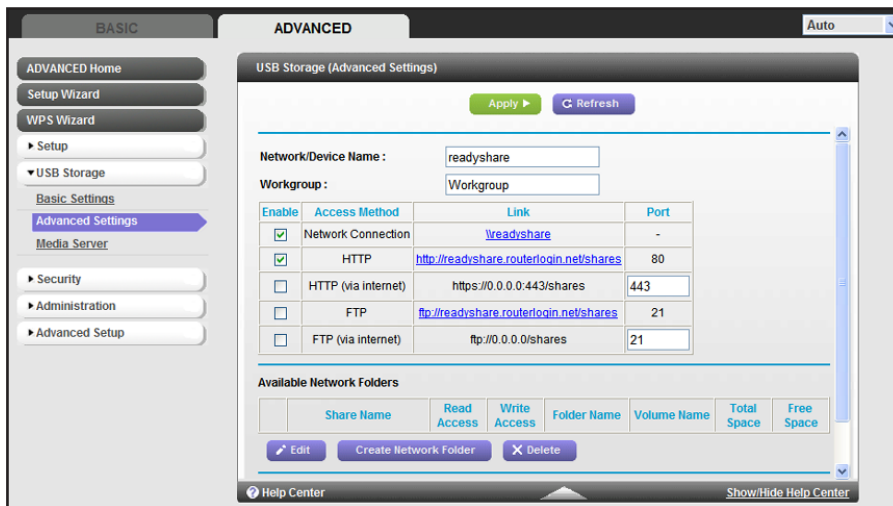 BASIC
ADVANCED
Auto
ADVANCED Home
Setup Wizard
WPS Wizard
Setup
USB Storage
Basic Settings
Advanced Settings
Media Server
Security
Administration
Advanced Setup
USB Storage (Advanced Settings)
Apply
Refresh
Network/Device Name : readyshare
Workgroup : Workgroup
Enable Access Method Link Port
Network Connection \\readyshare -
HTTP http://readyshare.routerlogin.net/shares 80
HTTP (via internet) https://0.0.0.0:443/shares 443
FTP ftp://readyshare.routerlogin.net/shares 21
FTP (via internet) ftp://0.0.0.0/shares 21
Available Network Folders
Share Name Read Access Write Access Folder Name Volume Name Total Space Free Space
Edit Create Network Folder X Delete
? Help Center Show/Hide Help Center